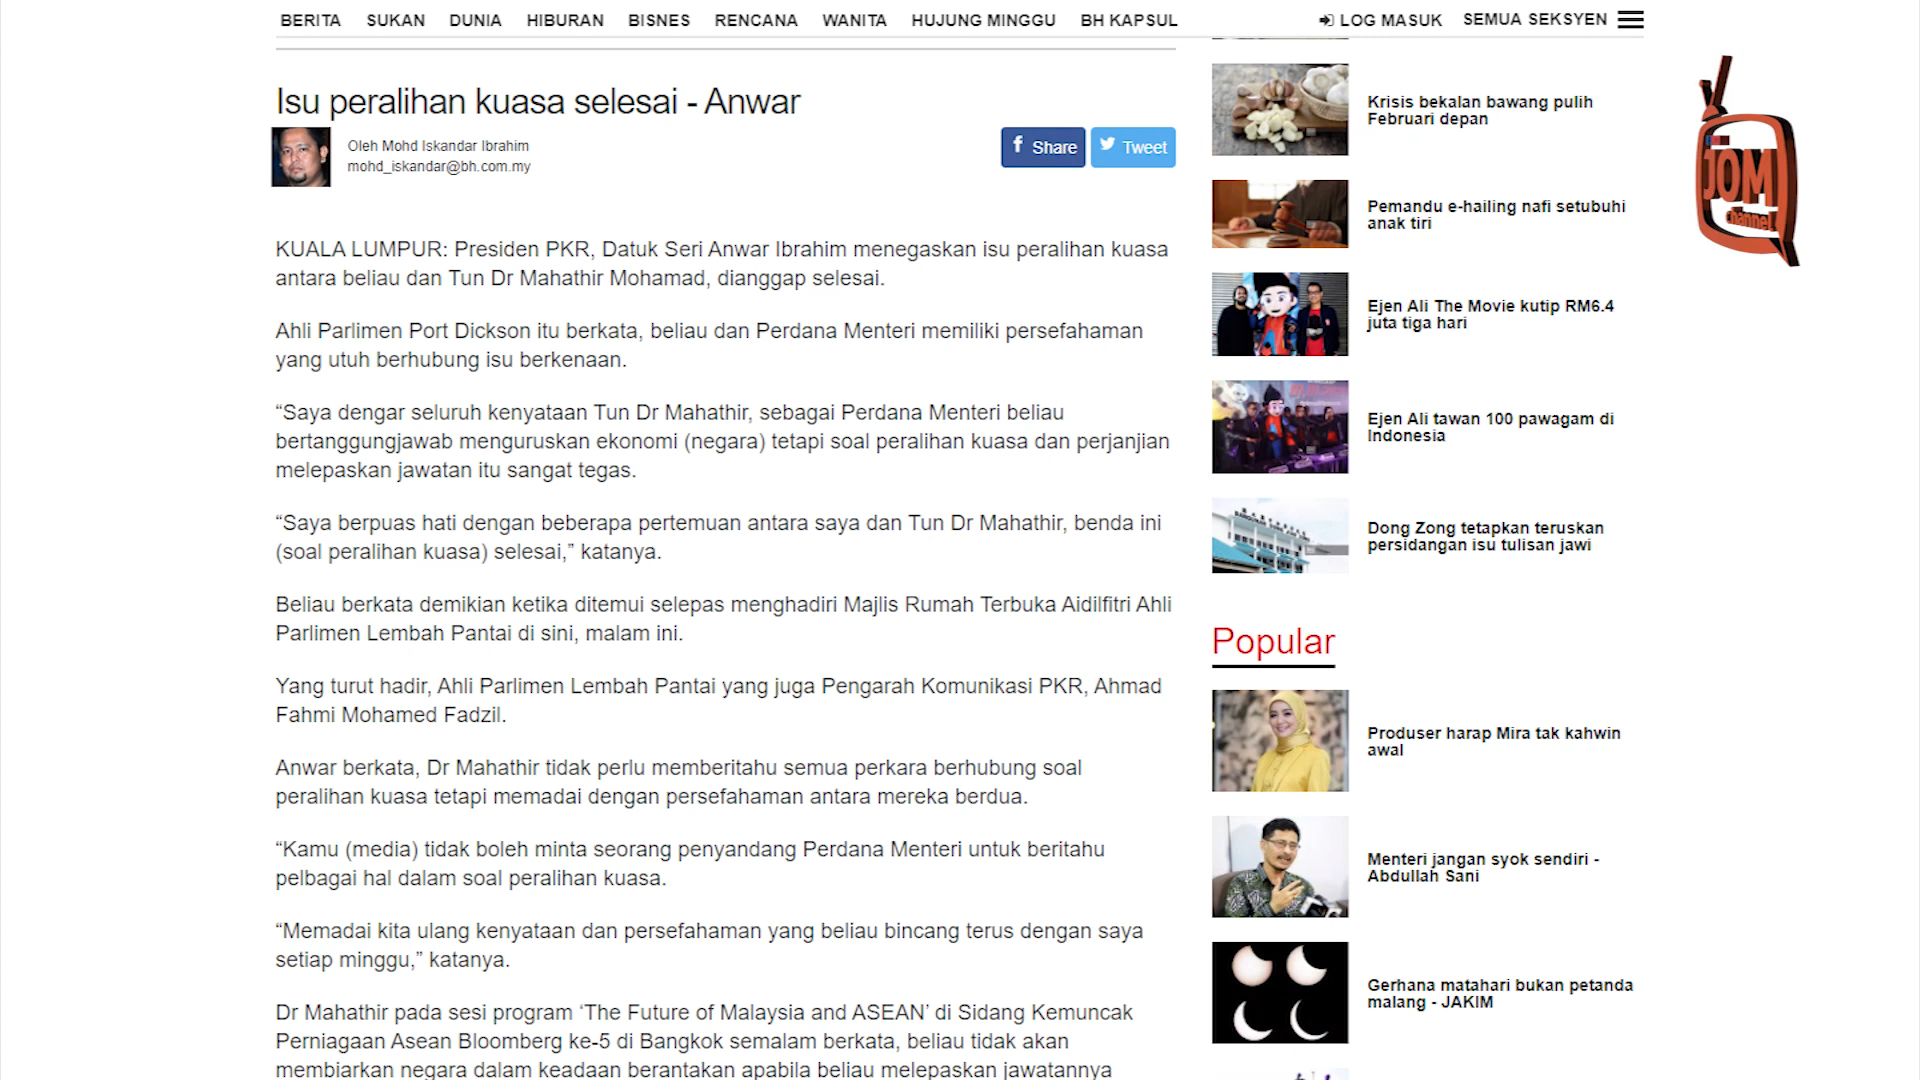 BERITA SUKAN DUNIA HIBURAN BISNES RENCANA WANITA HUJUNG MINGGU BH KAPSUL LOG MASUK SEMUA SEKSYEN
Isu peralihan kuasa selesai - Anwar
Oleh Mohd Iskandar Ibrahim
mohd_iskandar@bh.com.my
Share
Tweet
KUALA LUMPUR: Presiden PKR, Datuk Seri Anwar Ibrahim menegaskan isu peralihan kuasa
antara beliau dan Tun Dr Mahathir Mohamad, dianggap selesai.
Ahli Parlimen Port Dickson itu berkata, beliau dan Perdana Menteri memiliki persefahaman
yang utuh berhubung isu berkenaan.
“Saya dengar seluruh kenyataan Tun Dr Mahathir, sebagai Perdana Menteri beliau
bertanggungjawab menguruskan ekonomi (negara) tetapi soal peralihan kuasa dan perjanjian
melepaskan jawatan itu sangat tegas.
“Saya berpuas hati dengan beberapa pertemuan antara saya dan Tun Dr Mahathir, benda ini
(soal peralihan kuasa) selesai,” katanya.
Beliau berkata demikian ketika ditemui selepas menghadiri Majlis Rumah Terbuka Aidilfitri Ahli
Parlimen Lembah Pantai di sini, malam ini.
Yang turut hadir, Ahli Parlimen Lembah Pantai yang juga Pengarah Komunikasi PKR, Ahmad
Fahmi Mohamed Fadzil.
Anwar berkata, Dr Mahathir tidak perlu memberitahu semua perkara berhubung soal
peralihan kuasa tetapi memadai dengan persefahaman antara mereka berdua.
“Kamu (media) tidak boleh minta seorang penyandang Perdana Menteri untuk beritahu
pelbagai hal dalam soal peralihan kuasa.
“Memadai kita ulang kenyataan dan persefahaman yang beliau bincang terus dengan saya
setiap minggu,” katanya.
Dr Mahathir pada sesi program ‘The Future of Malaysia and ASEAN’ di Sidang Kemuncak
Perniagaan Asean Bloomberg ke-5 di Bangkok semalam berkata, beliau tidak akan
membiarkan negara dalam keadaan berantakan apabila beliau melepaskan jawatannya
Krisis bekalan bawang pulih
Februari depan
Pemandu e-hailing nafi setubuhi
anak tiri
Ejen Ali The Movie kutip RM6.4
juta tiga hari
Ejen Ali tawan 100 pawagam di
Indonesia
Dong Zong tetapkan teruskan
persidangan isu tulisan jawi
Popular
Produser harap Mira tak kahwin
awal
Menteri jangan syok sendiri -
Abdullah Sani
Gerhana matahari bukan petanda
malang - JAKIM
JOM
channel